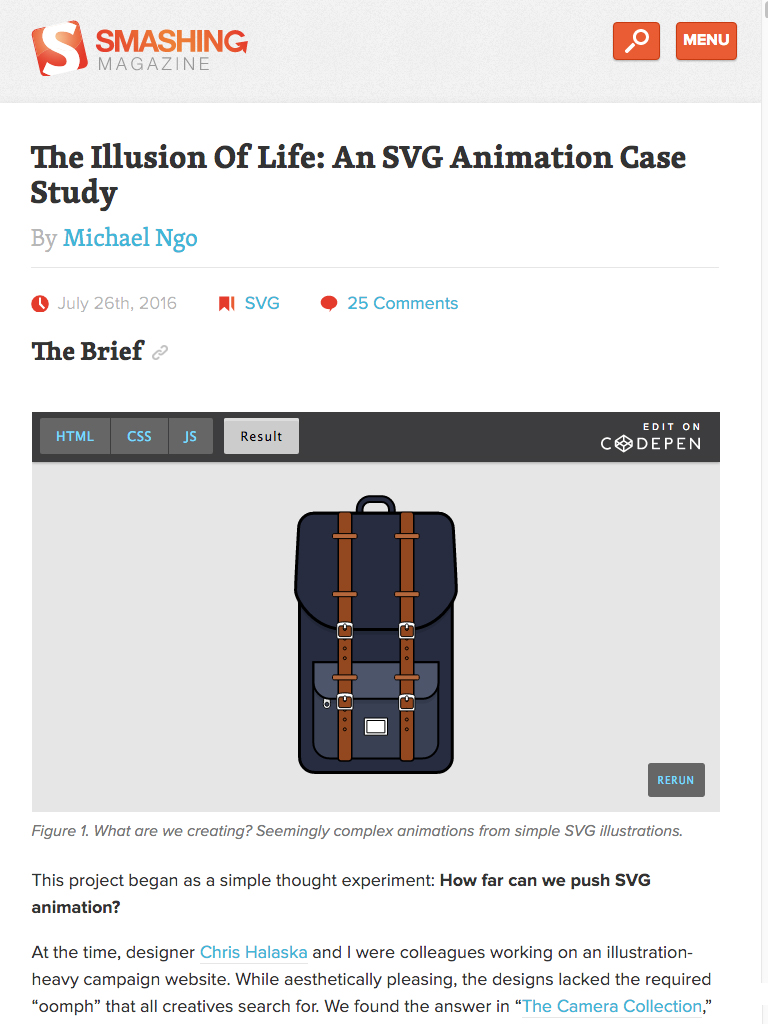 SMASHING
MAGAZINE
MENU
The Illusion Of Life: An SVG Animation Case
Study
By Michael Ngo
July 26th, 2016 SVG 25 Comments
The Brief
HTML CSS JS Result EDIT ON
CODEPEN
RERUN
Figure 1. What are we creating? Seemingly complex animations from simple SVG illustrations.
This project began as a simple thought experiment: How far can we push SVG
animation?
At the time, designer Chris Halaska and I were colleagues working on an illustration-
heavy campaign website. While aesthetically pleasing, the designs lacked the required
“oomph” that all creatives search for. We found the answer in “The Camera Collection,”